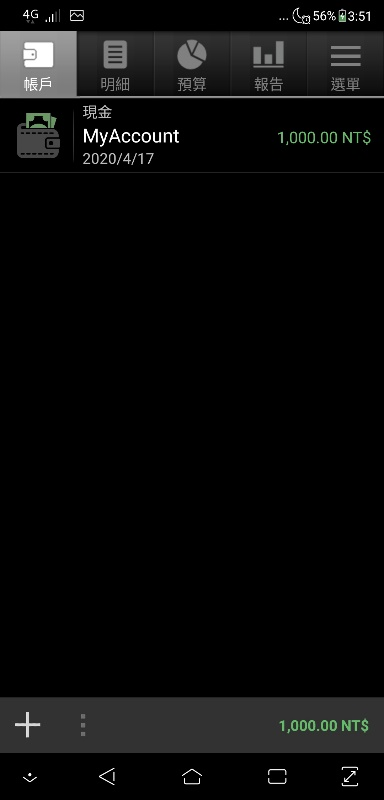 4G ... 56% 3:51
帳戶 明細 預算 報告 選單
現金
MyAccount 1,000.00 NT$
2020/4/17
1,000.00 NT$